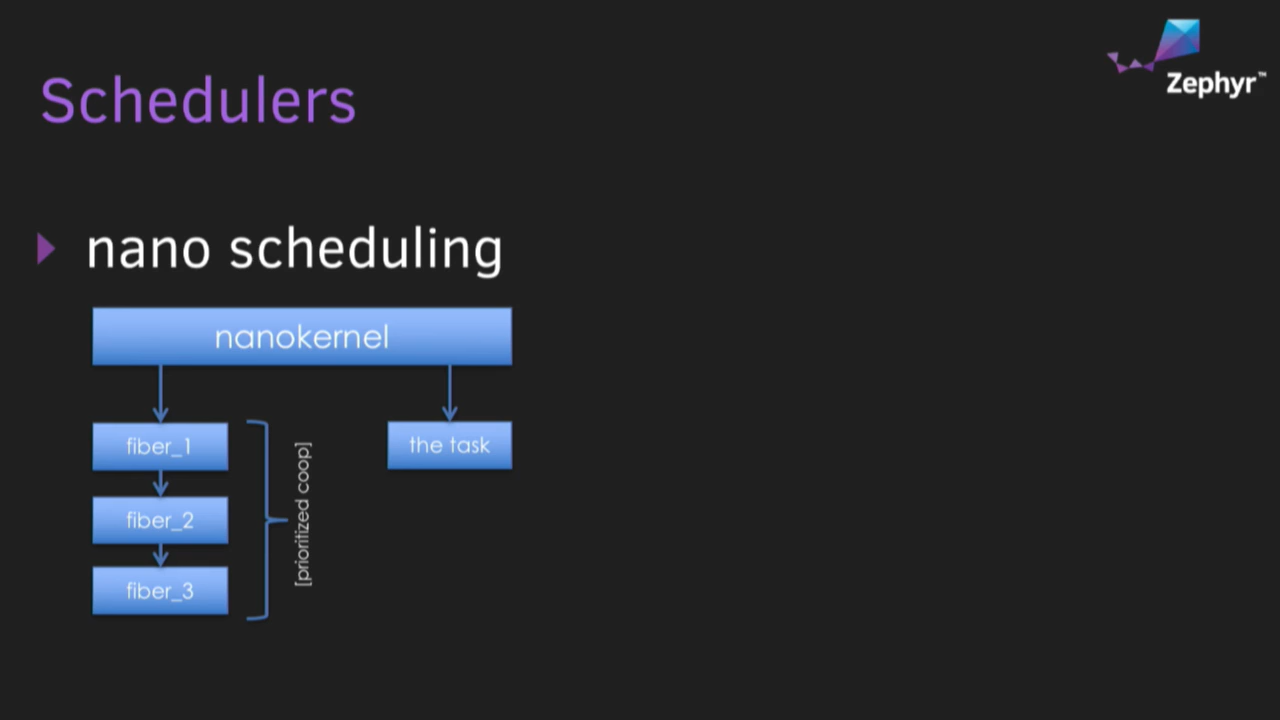 Zephyr™
Schedulers
nano scheduling
nanokernel
fiber_1
the task
fiber_2
fiber_3
[prioritized coop]